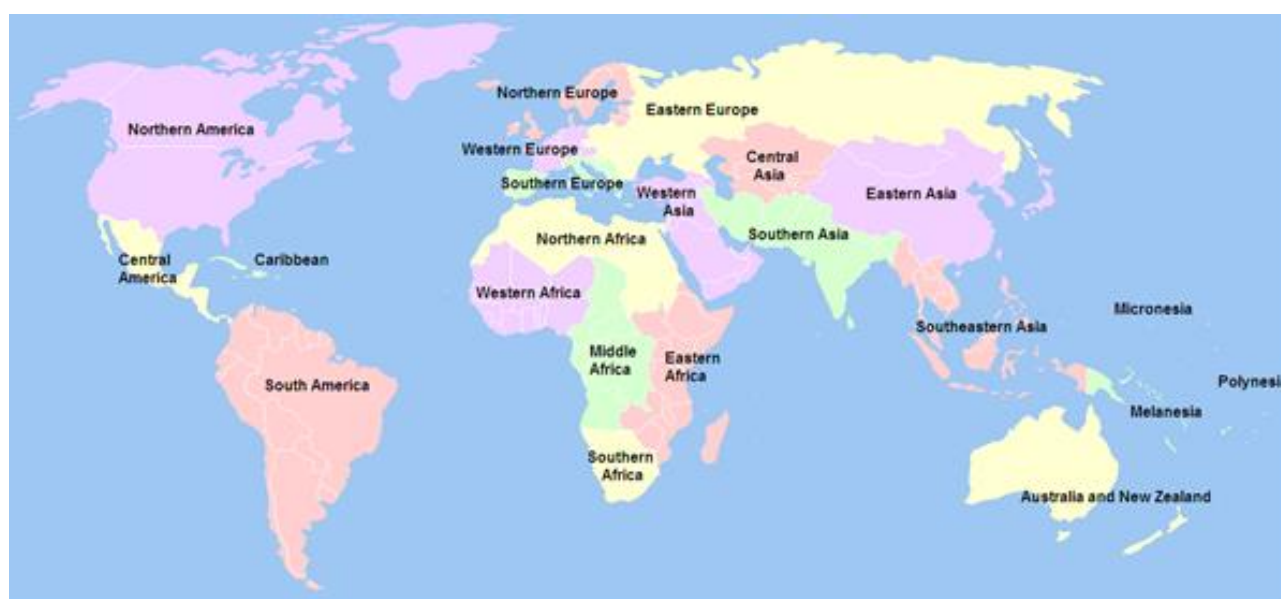 Northern Europe
Eastern Europe
Northern America
Western Europe
Central
Asia
Southern Europe
Western
Asia
Eastern Asia
Southern Asia
Northern Africa
Central
America
Caribbean
Western Africa
Micronesia
Southeastern Asia
Middle
Africa
Eastern
Africa
South America
Polynesia
Melanesia
Southern
Africa
Australia and New Zealand